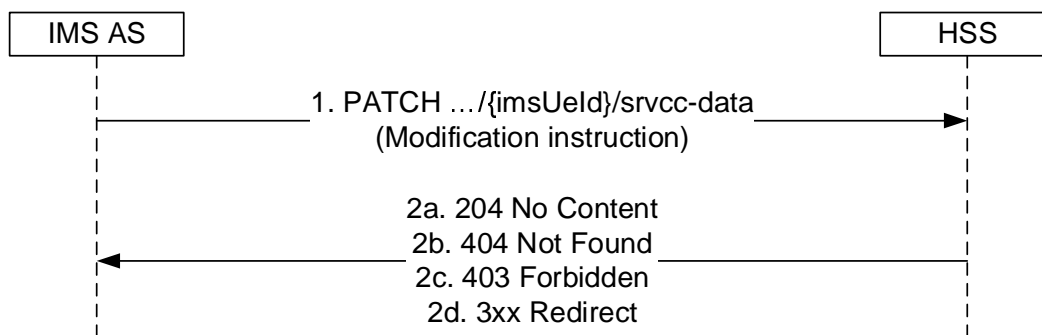 IMS AS
HSS
1. PATCH …/{imsUeId}/srvcc-data
(Modification instruction)
2a. 204 No Content
2b. 404 Not Found
2c. 403 Forbidden
2d. 3xx Redirect